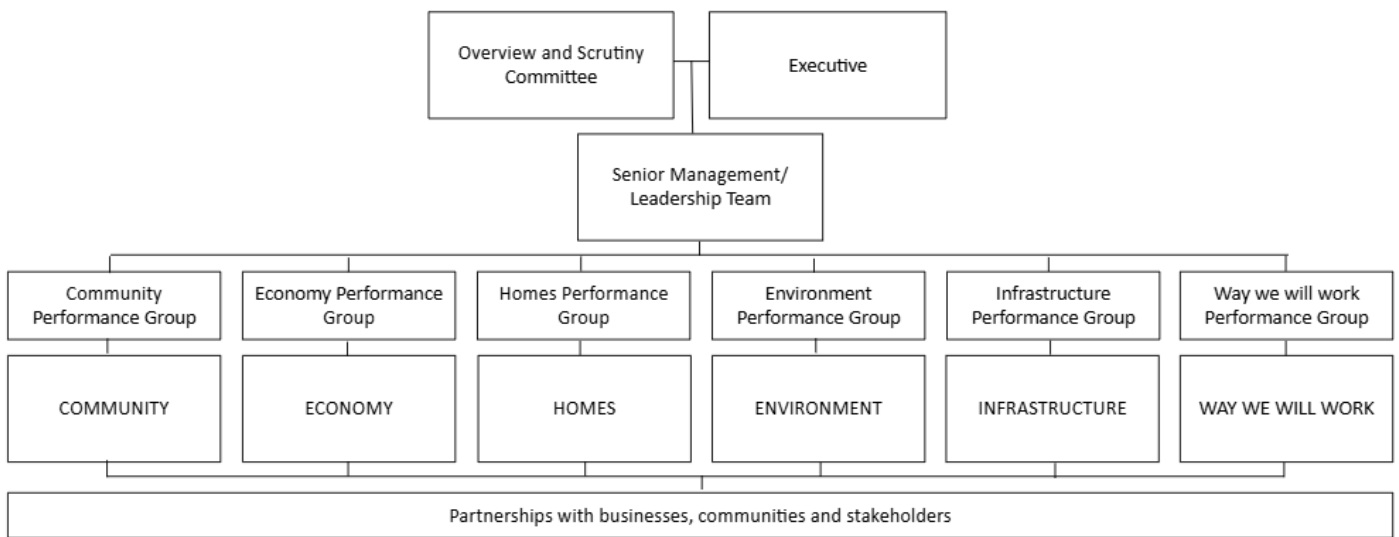 Overview and Scrutiny
Committee
Executive
Senior Management/
Leadership Team
Community
Performance Group
Economy Performance
Group
Homes Performance
Group
Environment
Performance Group
Infrastructure
Performance Group
Way we will work
Performance Group
COMMUNITY
ECONOMY
HOMES
ENVIRONMENT
INFRASTRUCTURE
WAY WE WILL WORK
Partnerships with businesses, communities and stakeholders